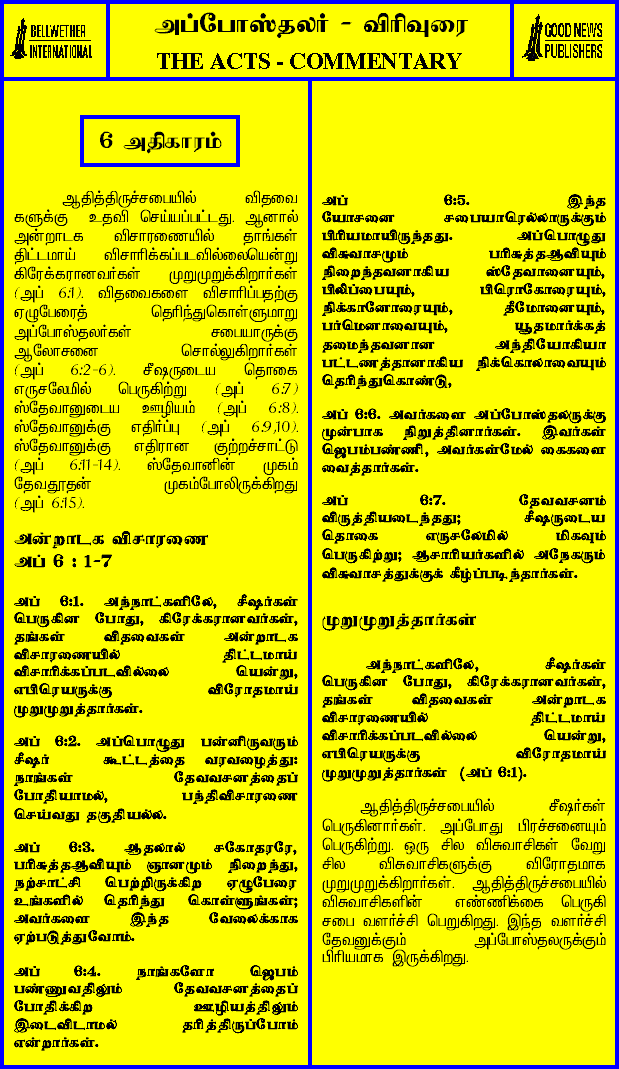 BELLWETHER
INTERNATIONAL
அப்போஸ்தலர் - விரிவுரை
THE ACTS - COMMENTARY
GOOD NEWS
PUBLISHERS
6 அதிகாரம்
ஆதித்திருச்சபையில் விதவை
களுக்கு உதவி செய்யப்பட்டது. ஆனால்
அன்றாடக விசாரணையில் தாங்கள்
திட்டமாய் விசாரிக்கப்படவில்லையென்று
கிரேக்கரானவர்கள் முறுமுறுக்கிறார்கள்
(அப் 6:1). விதவைகளை விசாரிப்பதற்கு
ஏழுபேரைத் தெரிந்துகொள்ளுமாறு
அப்போஸ்தலர்கள் சபையாருக்கு
ஆலோசனை சொல்லுகிறார்கள்
(அப் 6:2-6). சீஷருடைய தொகை
எருசலேமில் பெருகிற்று (அப் 6:7)
ஸ்தேவானுடைய ஊழியம் (அப் 6:8).
ஸ்தேவானுக்கு எதிர்ப்பு (அப் 6:9,10).
ஸ்தேவானுக்கு எதிரான குற்றச்சாட்டு
(அப் 6:11-14). ஸ்தேவானின் முகம்
தேவதூதன் முகம்போலிருக்கிறது
(அப் 6:15).
அன்றாடக விசாரணை
அப் 6 : 1-7
அப் 6:1. அந்நாட்களிலே, சீஷர்கள்
பெருகின போது, கிரேக்கரானவர்கள்,
தங்கள் விதவைகள் அன்றாடக
விசாரணையில் திட்டமாய்
விசாரிக்கப்படவில்லை யென்று,
எபிரெயருக்கு விரோதமாய்
முறுமுறுத்தார்கள்.
அப் 6:2. அப்பொழுது பன்னிருவரும்
சீஷர் கூட்டத்தை வரவழைத்து:
நாங்கள் தேவவசனத்தைப்
போதியாமல், பந்திவிசாரணை
செய்வது தகுதியல்ல.
அப் 6:3. ஆதலால் சகோதரரே,
பரிசுத்தஆவியும் ஞானமும் நிறைந்து,
நற்சாட்சி பெற்றிருக்கிற ஏழுபேரை
உங்களில் தெரிந்து கொள்ளுங்கள்;
அவர்களை இந்த வேலைக்காக
ஏற்படுத்துவோம்.
அப் 6:4. நாங்களோ ஜெபம்
பண்ணுவதிலும் தேவவசனத்தைப்
போதிக்கிற ஊழியத்திலும்
இடைவிடாமல் தரித்திருப்போம்
என்றார்கள்.
அப் 6:5. இந்த
யோசனை சபையாரெல்லாருக்கும்
பிரியமாயிருந்தது. அப்பொழுது
விசுவாசமும் பரிசுத்தஆவியும்
நிறைந்தவனாகிய ஸ்தேவானையும்,
பிலிப்பையும், பிரொகோரையும்,
நிக்கானோரையும், தீமோனையும்,
பர்மெனாவையும், யூதமார்க்கத்
தமைந்தவனான அந்தியோகியா
பட்டணத்தானாகிய நிக்கொலாவையும்
தெரிந்துகொண்டு,
அப் 6:6. அவர்களை அப்போஸ்தலருக்கு
முன்பாக நிறுத்தினார்கள். இவர்கள்
ஜெபம்பண்ணி, அவர்கள்மேல் கைகளை
வைத்தார்கள்.
அப் 6:7. தேவவசனம்
விருத்தியடைந்தது; சீஷருடைய
தொகை எருசலேமில் மிகவும்
பெருகிற்று; ஆசாரியர்களில் அநேகரும்
விசுவாசத்துக்குக் கீழ்ப்படிந்தார்கள்.
முறுமுறுத்தார்கள்
அந்நாட்களிலே, சீஷர்கள்
பெருகின போது, கிரேக்கரானவர்கள்,
தங்கள் விதவைகள் அன்றாடக
விசாரணையில் திட்டமாய்
விசாரிக்கப்படவில்லை யென்று,
எபிரெயருக்கு விரோதமாய்
முறுமுறுத்தார்கள் (அப் 6:1).
ஆதித்திருச்சபையில் சீஷர்கள்
பெருகினார்கள். அப்போது பிரச்சனையும்
பெருகிற்று. ஒரு சில விசுவாசிகள் வேறு
சில விசுவாசிகளுக்கு விரோதமாக
முறுமுறுக்கிறார்கள். ஆதித்திருச்சபையில்
விசுவாசிகளின் எண்ணிக்கை பெருகி
சபை வளர்ச்சி பெறுகிறது. இந்த வளர்ச்சி
தேவனுக்கும் அப்போஸ்தலருக்கும்
பிரியமாக இருக்கிறது.